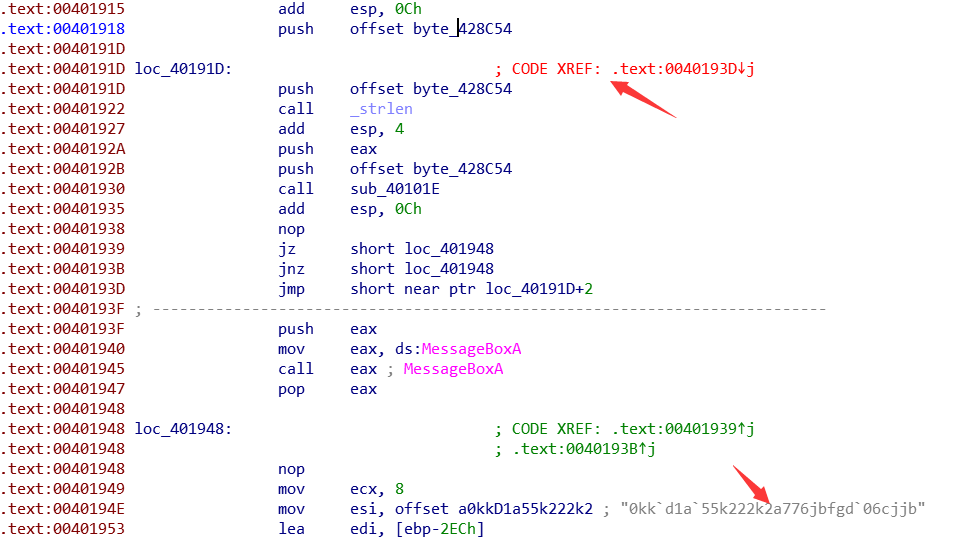 .text:00401915 add esp, 0Ch
.text:00401918 push offset byte_428C54
.text:0040191D
.text:0040191D loc_40191D: ; CODE XREF: .text:0040193D↓j
.text:0040191D push offset byte_428C54
.text:00401922 call _strlen
.text:00401927 add esp, 4
.text:0040192A push eax
.text:0040192B push offset byte_428C54
.text:00401930 call sub_40101E
.text:00401935 add esp, 0Ch
.text:00401938 nop
.text:00401939 jz short loc_401948
.text:0040193B jnz short loc_401948
.text:0040193D jmp short near ptr loc_40191D+2
.text:0040193F ; ---------------------------------------------------------------------------
.text:0040193F push eax
.text:00401940 mov eax, ds:MessageBoxA
.text:00401945 call eax ; MessageBoxA
.text:00401947 pop eax
.text:00401948
.text:00401948 loc_401948: ; CODE XREF: .text:00401939↑j
.text:00401948 ; .text:0040193B↑j
.text:00401948 nop
.text:00401949 mov ecx, 8
.text:0040194E mov esi, offset a0kkD1a55k222k2 ; "0kk`d1a`55k222k2a776jbfgd`06cjjb"
.text:00401953 lea edi, [ebp-2ECh]